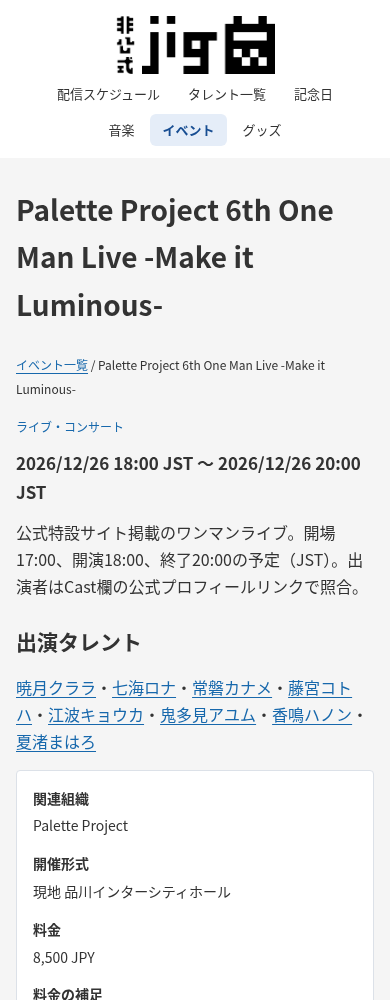 非公式 jig
配信スケジュール タレント一覧 記念日
音楽 イベント グッズ
Palette Project 6th One
Man Live -Make it
Luminous-
イベント一覧 / Palette Project 6th One Man Live -Make it
Luminous-
ライブ・コンサート
2026/12/26 18:00 JST 〜 2026/12/26 20:00
JST
公式特設サイト掲載のワンマンライブ。開場
17:00、開演18:00、終了20:00の予定（JST）。出
演者はCast欄の公式プロフィールリンクで照合。
出演タレント
暁月クララ・七海ロナ・常磐カナメ・藤宮コト
ハ・江波キョウカ・鬼多見アユム・香鳴ハノン・
夏渚まはろ
関連組織
Palette Project
開催形式
現地 品川インターシティホール
料金
8,500 JPY
料金の補足